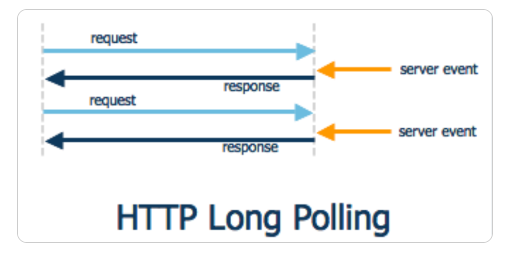 request
server event
response
request
server event
response
HTTP Long Polling